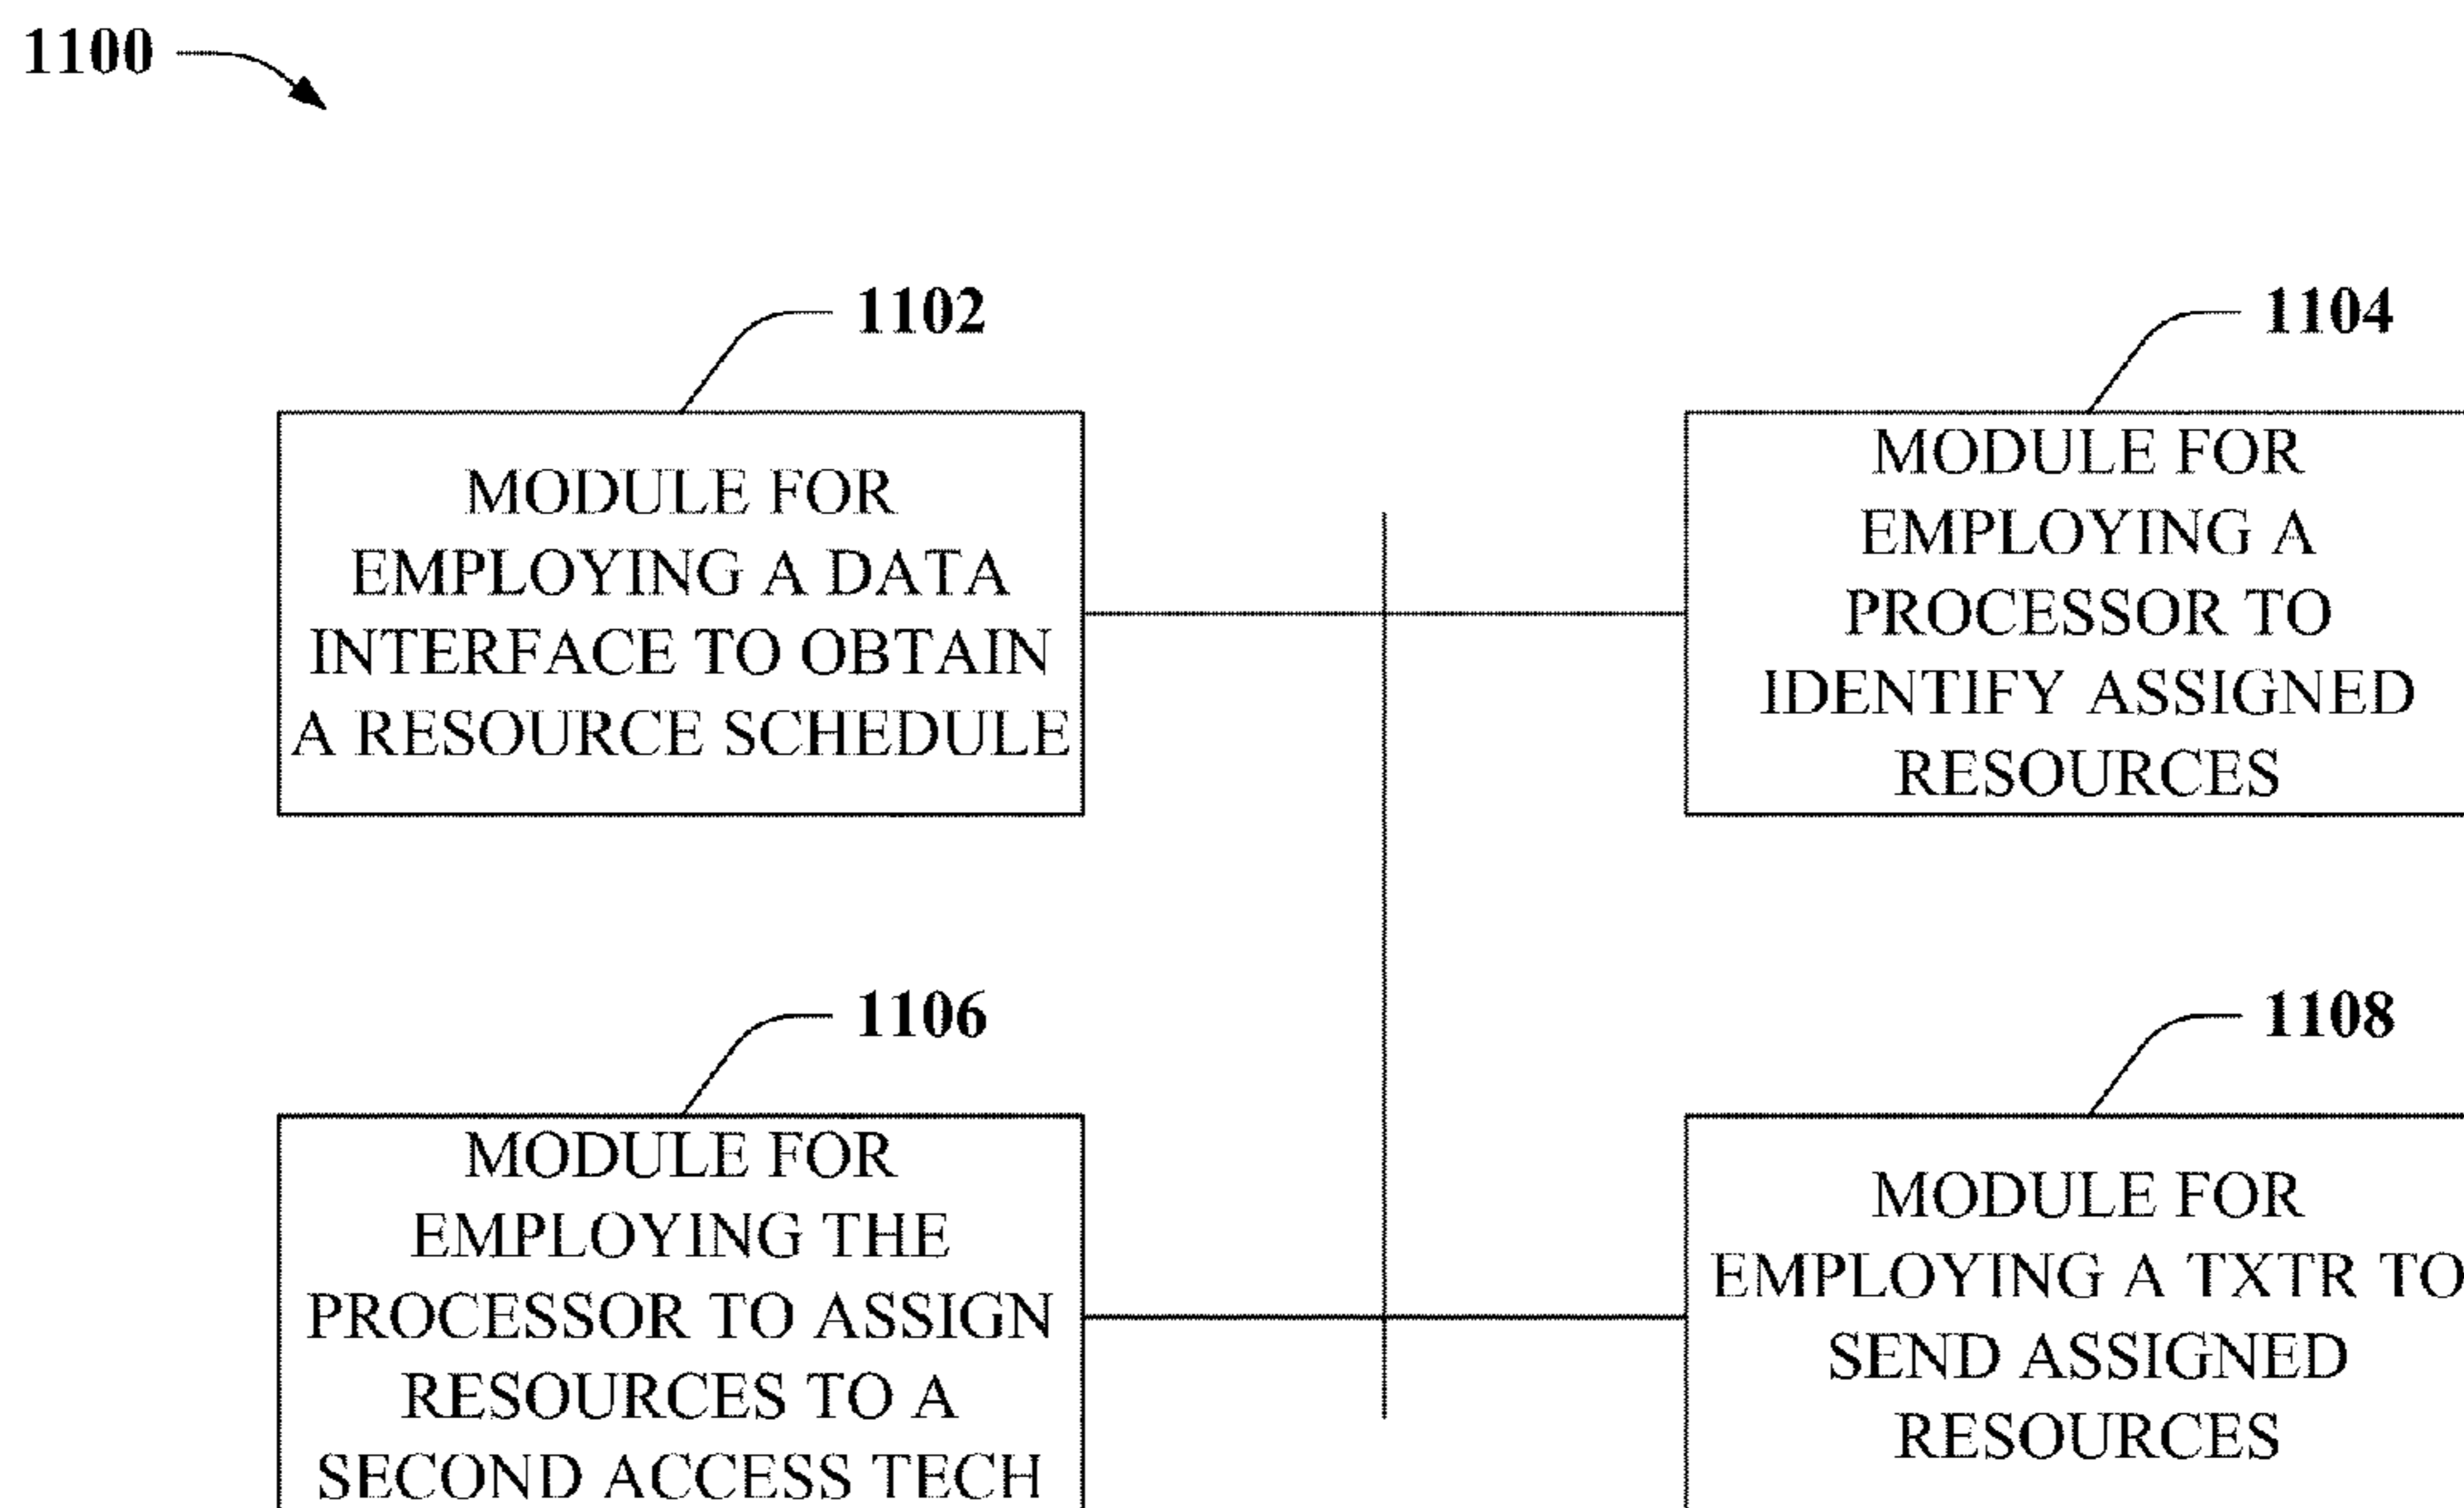 1100
1102
MODULE FOR
EMPLOYING A DATA
INTERFACE TO OBTAIN
A RESOURCE SCHEDULE
1104
MODULE FOR
EMPLOYING A
PROCESSOR TO
IDENTIFY ASSIGNED
RESOURCES
1106
MODULE FOR
EMPLOYING THE
PROCESSOR TO ASSIGN
RESOURCES TO A
SECOND ACCESS TECH
1108
MODULE FOR
EMPLOYING A TXTR TO
SEND ASSIGNED
RESOURCES